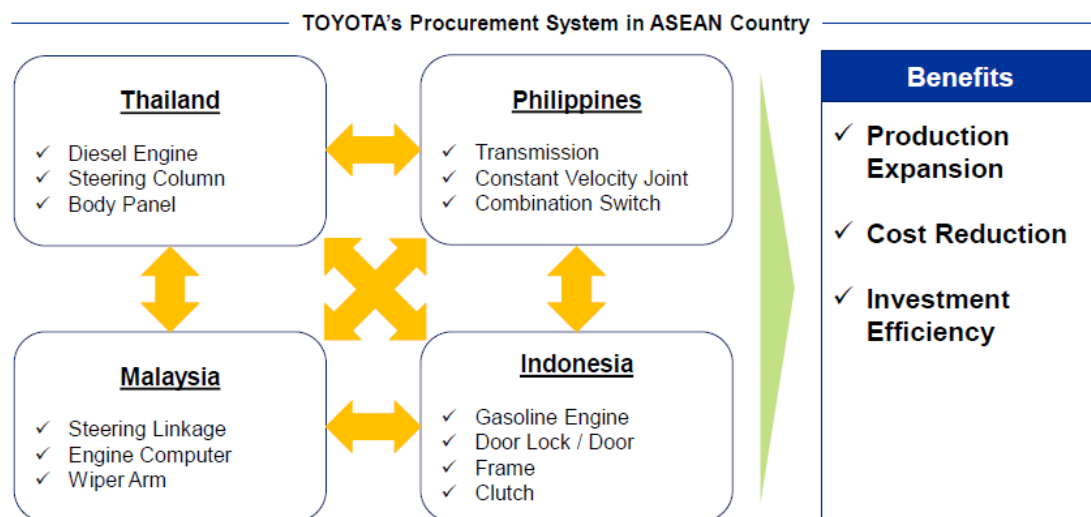 TOYOTA's Procurement System in ASEAN Country
Thailand
✓ Diesel Engine
✓ Steering Column
✓ Body Panel
Philippines
✓ Transmission
✓ Constant Velocity Joint
✓ Combination Switch
Malaysia
✓ Steering Linkage
✓ Engine Computer
✓ Wiper Arm
Indonesia
✓ Gasoline Engine
✓ Door Lock / Door
✓ Frame
✓ Clutch
Benefits
✓ Production
Expansion
✓ Cost Reduction
✓ Investment
Efficiency